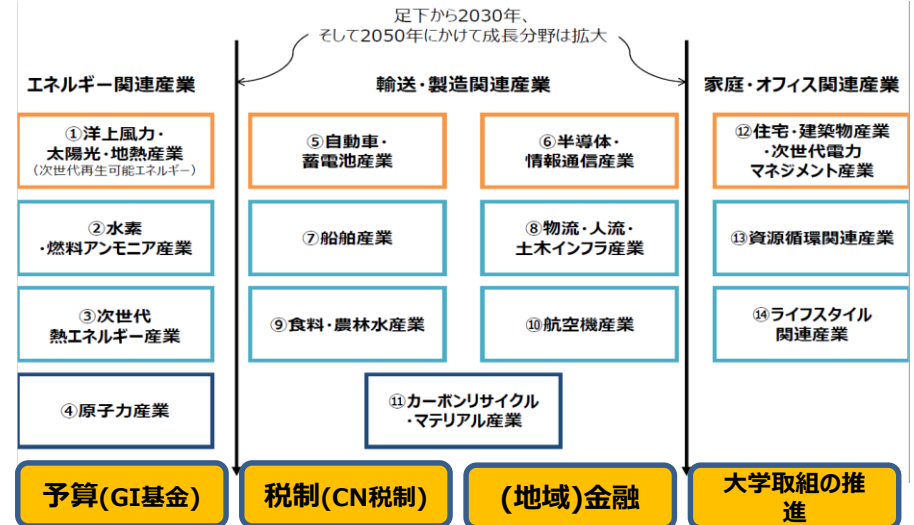 足下から2030年、
そして2050年にかけて成長分野は拡大
エネルギー関連産業
輸送・製造関連産業
家庭・オフィス関連産業
①洋上風力・
太陽光・地熱産業
(次世代再生可能エネルギー)
⑤自動車・
蓄電池産業
⑥半導体・
情報通信産業
⑫住宅・建築物産業
・次世代電力
マネジメント産業
②水素
・燃料アンモニア産業
⑦船舶産業
⑧物流・人流・
土木インフラ産業
⑬資源循環関連産業
③次世代
熱エネルギー産業
⑨食料・農林水産業
⑩航空機産業
⑭ライフスタイル
関連産業
④原子力産業
⑪カーボンリサイクル
・マテリアル産業
予算(GI基金)
税制(CN税制)
(地域)金融
大学取組の推
進